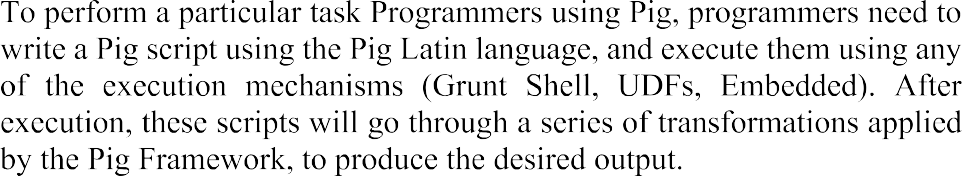 To perform a particular task Programmers using Pig, programmers need to
write a Pig script using the Pig Latin language, and execute them using any
of the execution mechanisms (Grunt Shell, UDFs, Embedded). After
execution, these scripts will go through a series of transformations applied
by the Pig Framework, to produce the desired output.